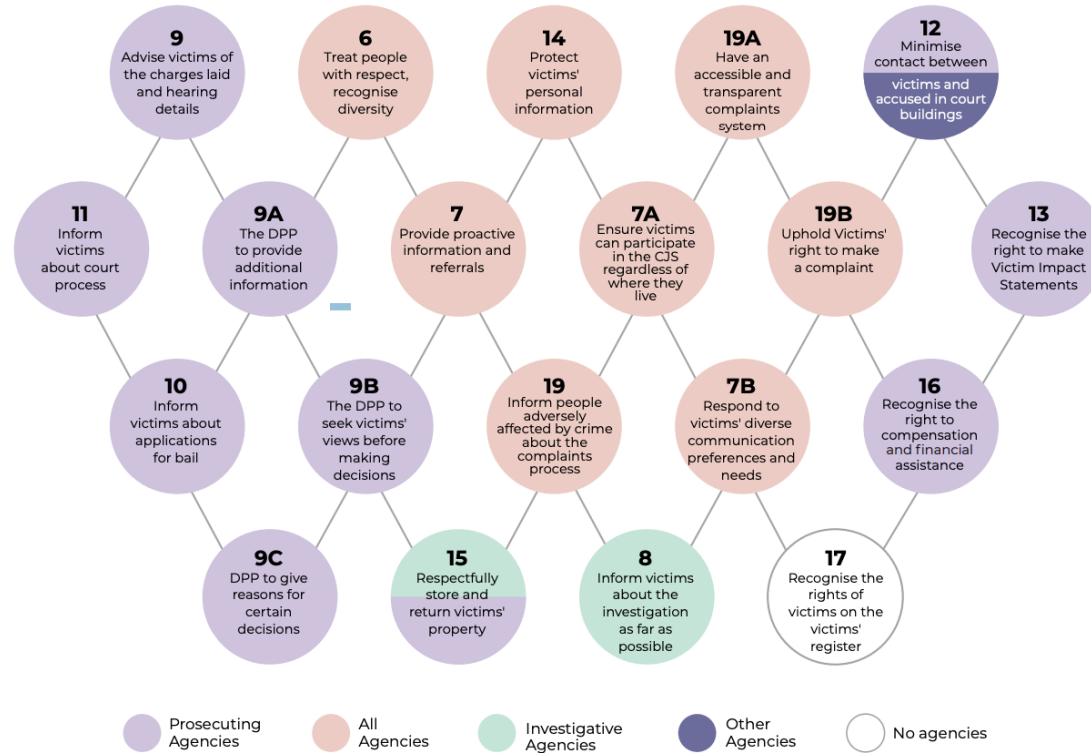 9
Advise victims of
the charges laid
and hearing
details
6
Treat people
with respect,
recognise
diversity
14
Protect
victims'
personal
information
19A
Have an
accessible and
transparent
complaints
system
12
Minimise
contact between
victims and
accused in court
buildings
11
Inform
victims
about court
process
9A
The DPP
to provide
additional
information
7
Provide proactive
information and
referrals
7A
Ensure victims
can participate
in the CJS
regardless of
where they
live
19B
Uphold Victims'
right to make
a complaint
13
Recognise the
right to make
Victim Impact
Statements
10
Inform
victims about
applications
for bail
9B
The DPP to
seek victims'
views before
making
decisions
19
Inform people
adversely
affected by crime
about the
complaints
process
7B
Respond to
victims' diverse
communication
preferences and
needs
16
Recognise the
right to
compensation
and financial
assistance
9C
DPP to give
reasons for
certain
decisions
15
Respectfully
store and
return victims'
property
8
Inform victims
about the
investigation
as far as
possible
17
Recognise the
rights of
victims on the
victims'
register
Prosecuting
Agencies
All
Agencies
Investigative
Agencies
Other
Agencies
No agencies